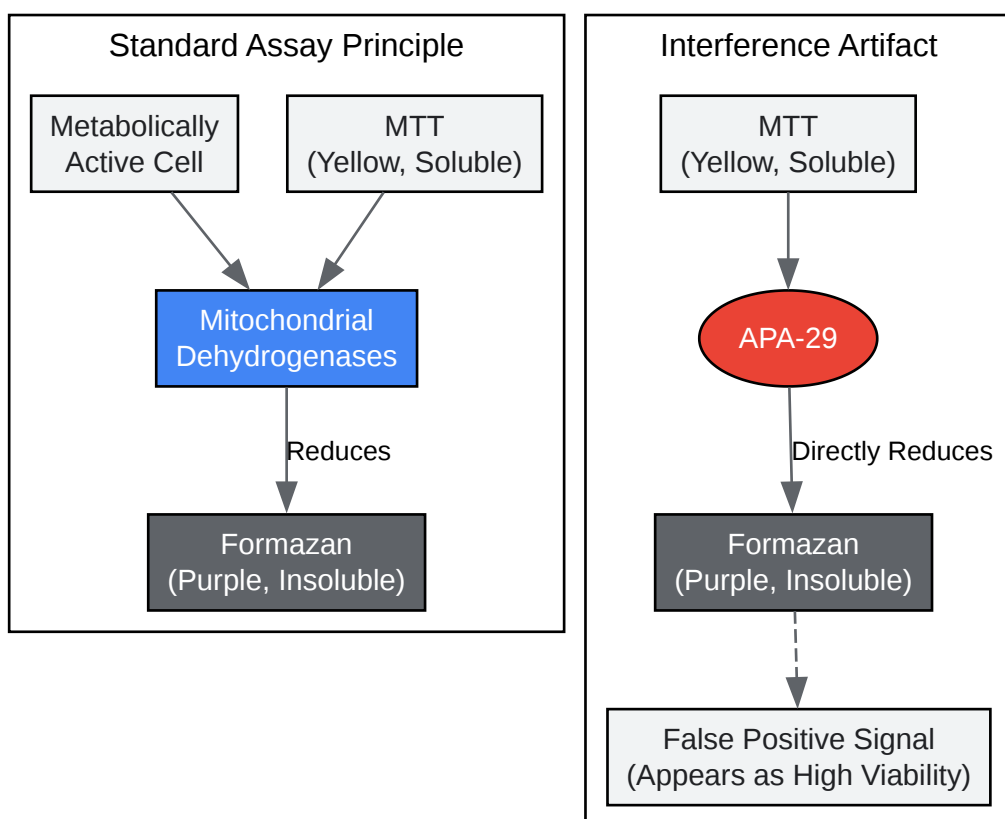 Standard Assay Principle
Metabolically
Active Cell
MTT
(Yellow, Soluble)
Mitochondrial
Dehydrogenases
Reduces
Formazan
(Purple, Insoluble)
Interference Artifact
MTT
(Yellow, Soluble)
APA-29
Directly Reduces
Formazan
(Purple, Insoluble)
False Positive Signal
(Appears as High Viability)